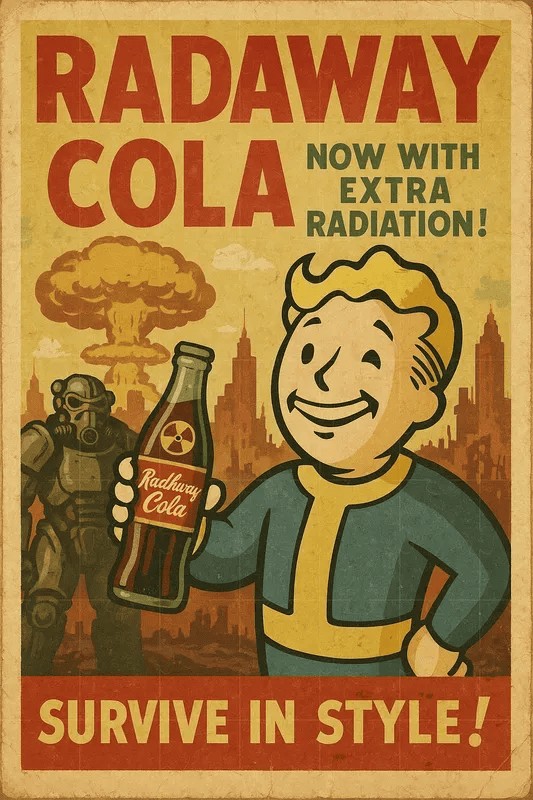 RADAWAY
COLA
NOW WITH
EXTRA
RADIATION!
Radhway
Cola
SURVIVE IN STYLE!